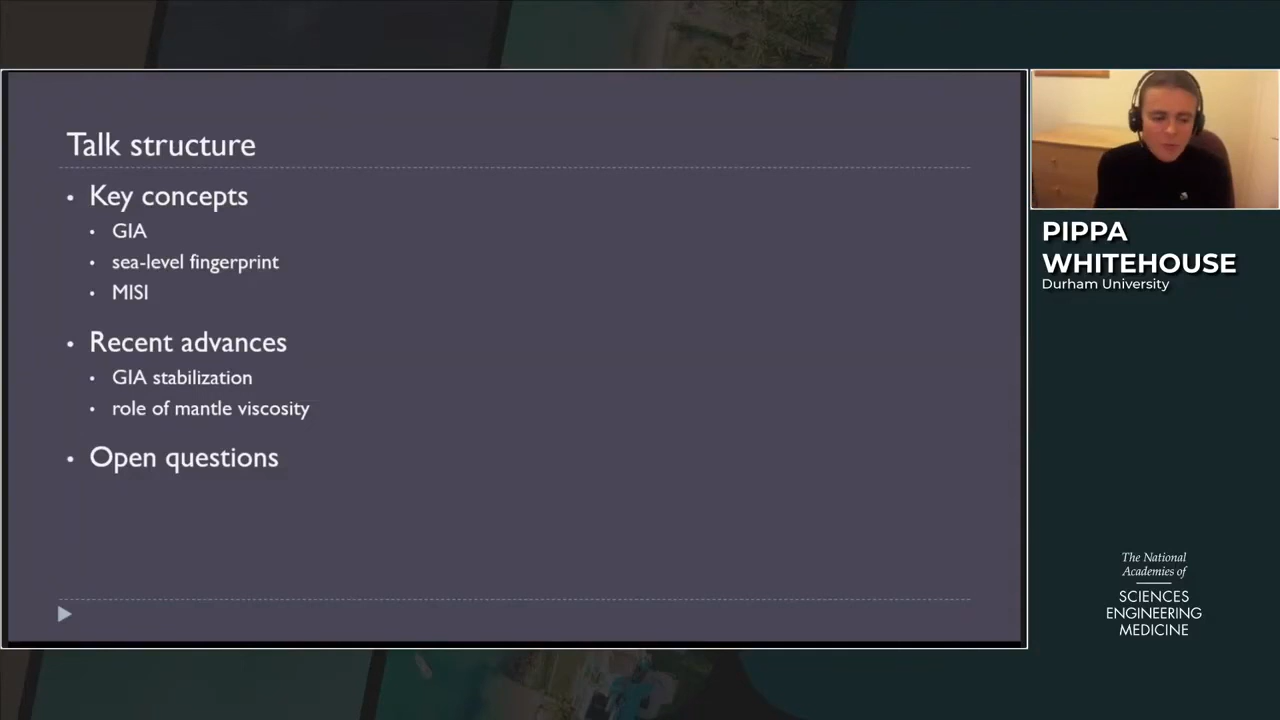 Talk structure
• Key concepts
• GIA
• sea-level fingerprint
• MISI
• Recent advances
• GIA stabilization
• role of mantle viscosity
• Open questions
PIPPA
WHITEHOUSE
Durham University
The National
Academies of
SCIENCES
ENGINEERING
MEDICINE